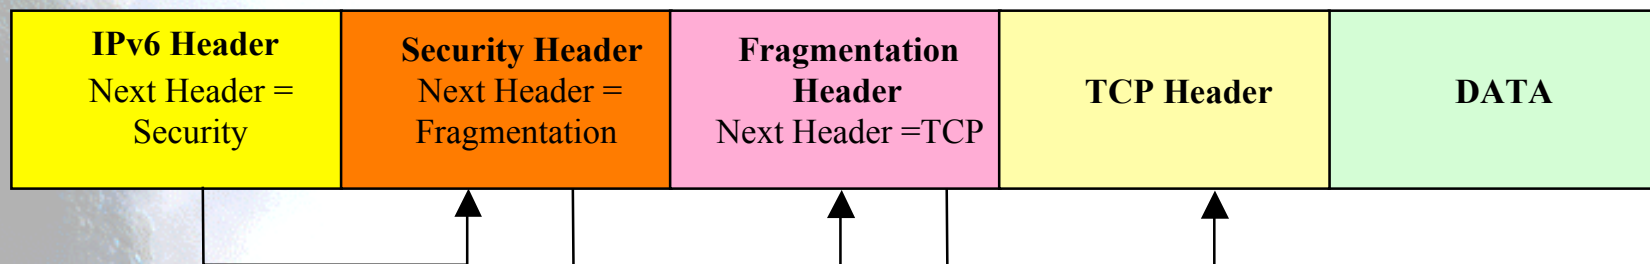 IPv6 Header
Next Header =
Security
Security Header
Next Header =
Fragmentation
Fragmentation
Header
Next Header =TCP
TCP Header
DATA